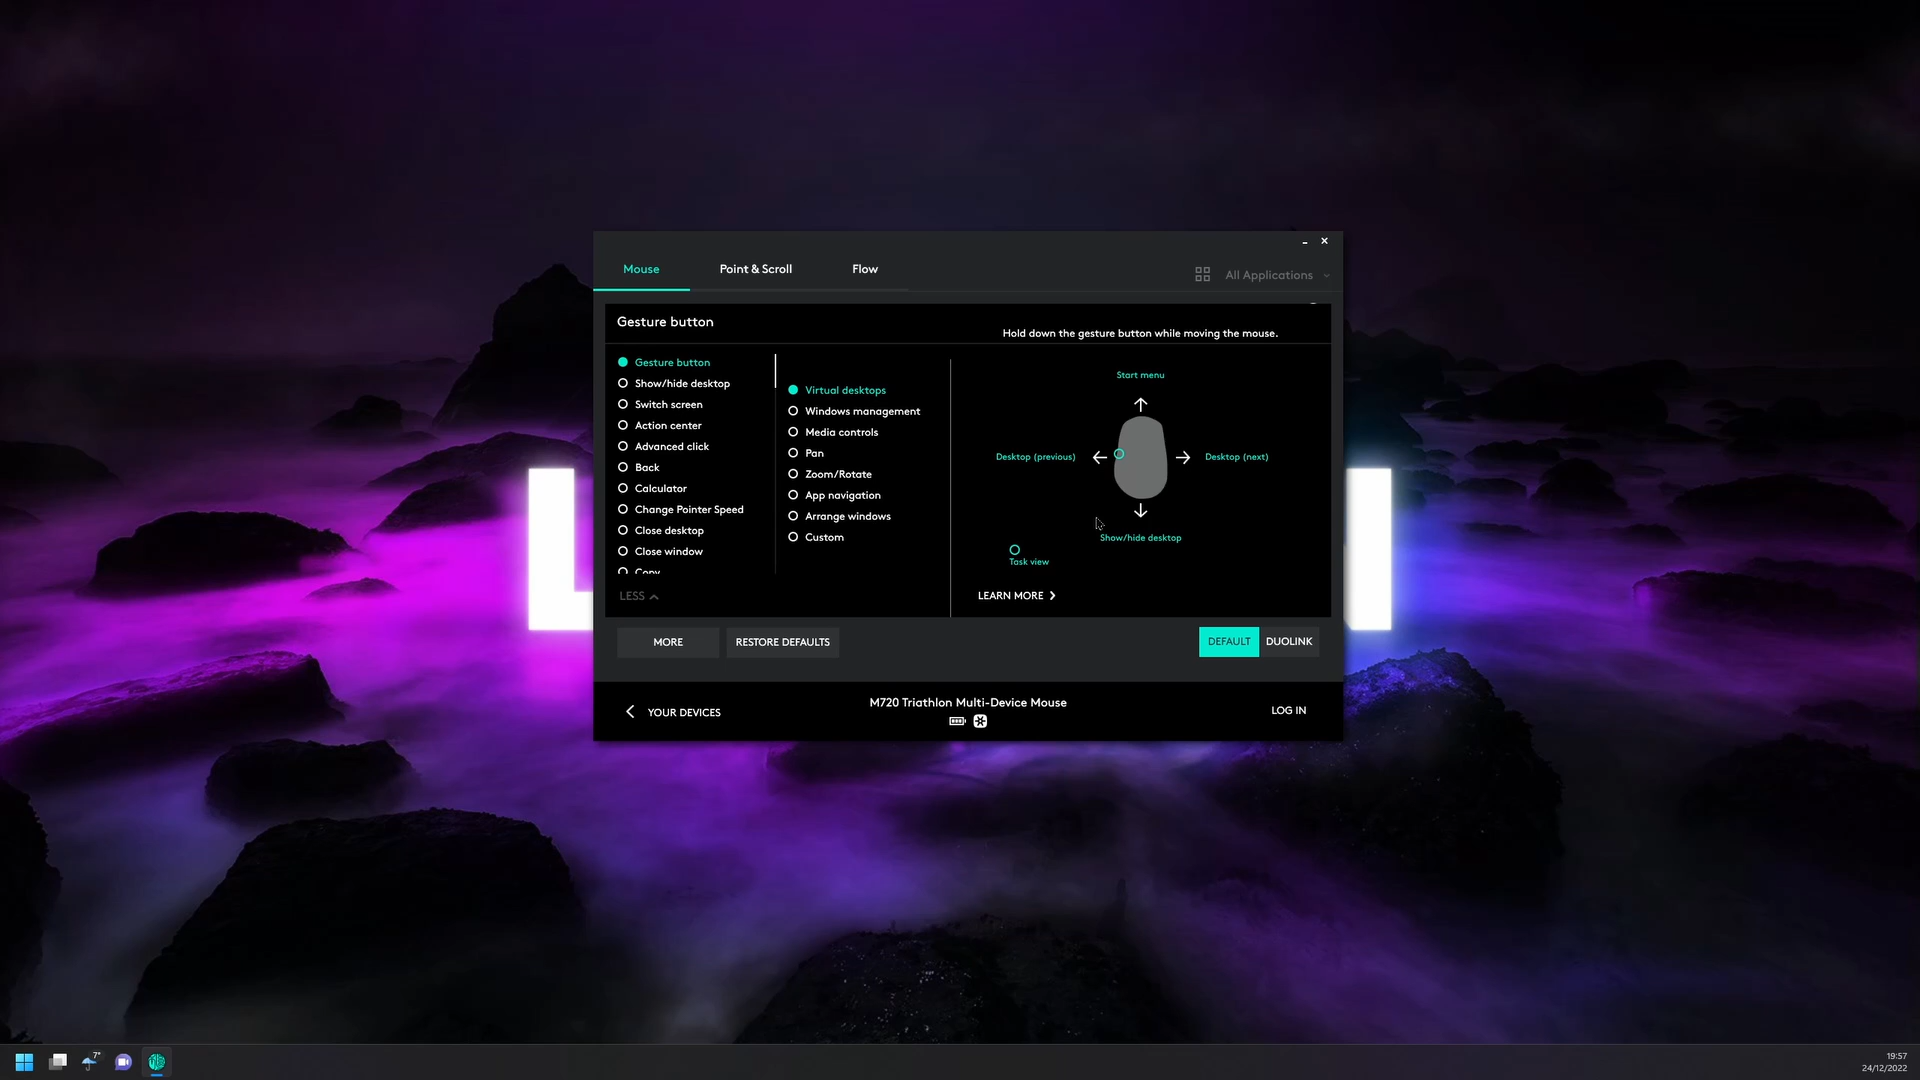 Mouse
Point & Scroll
Flow
All Applications
Gesture button
Hold down the gesture button while moving the mouse.
Gesture button
Show/hide desktop
Switch screen
Action center
Advanced click
Back
Calculator
Change Pointer Speed
Close desktop
Close window
Copy
LESS
Virtual desktops
Windows management
Media controls
Pan
Zoom/Rotate
App navigation
Arrange windows
Custom
Start menu
Desktop (previous)
Desktop (next)
Show/hide desktop
Task view
LEARN MORE
MORE
RESTORE DEFAULTS
DEFAULT
DUOLINK
YOUR DEVICES
M720 Triathlon Multi-Device Mouse
LOG IN
7°
19:57
24/12/2022